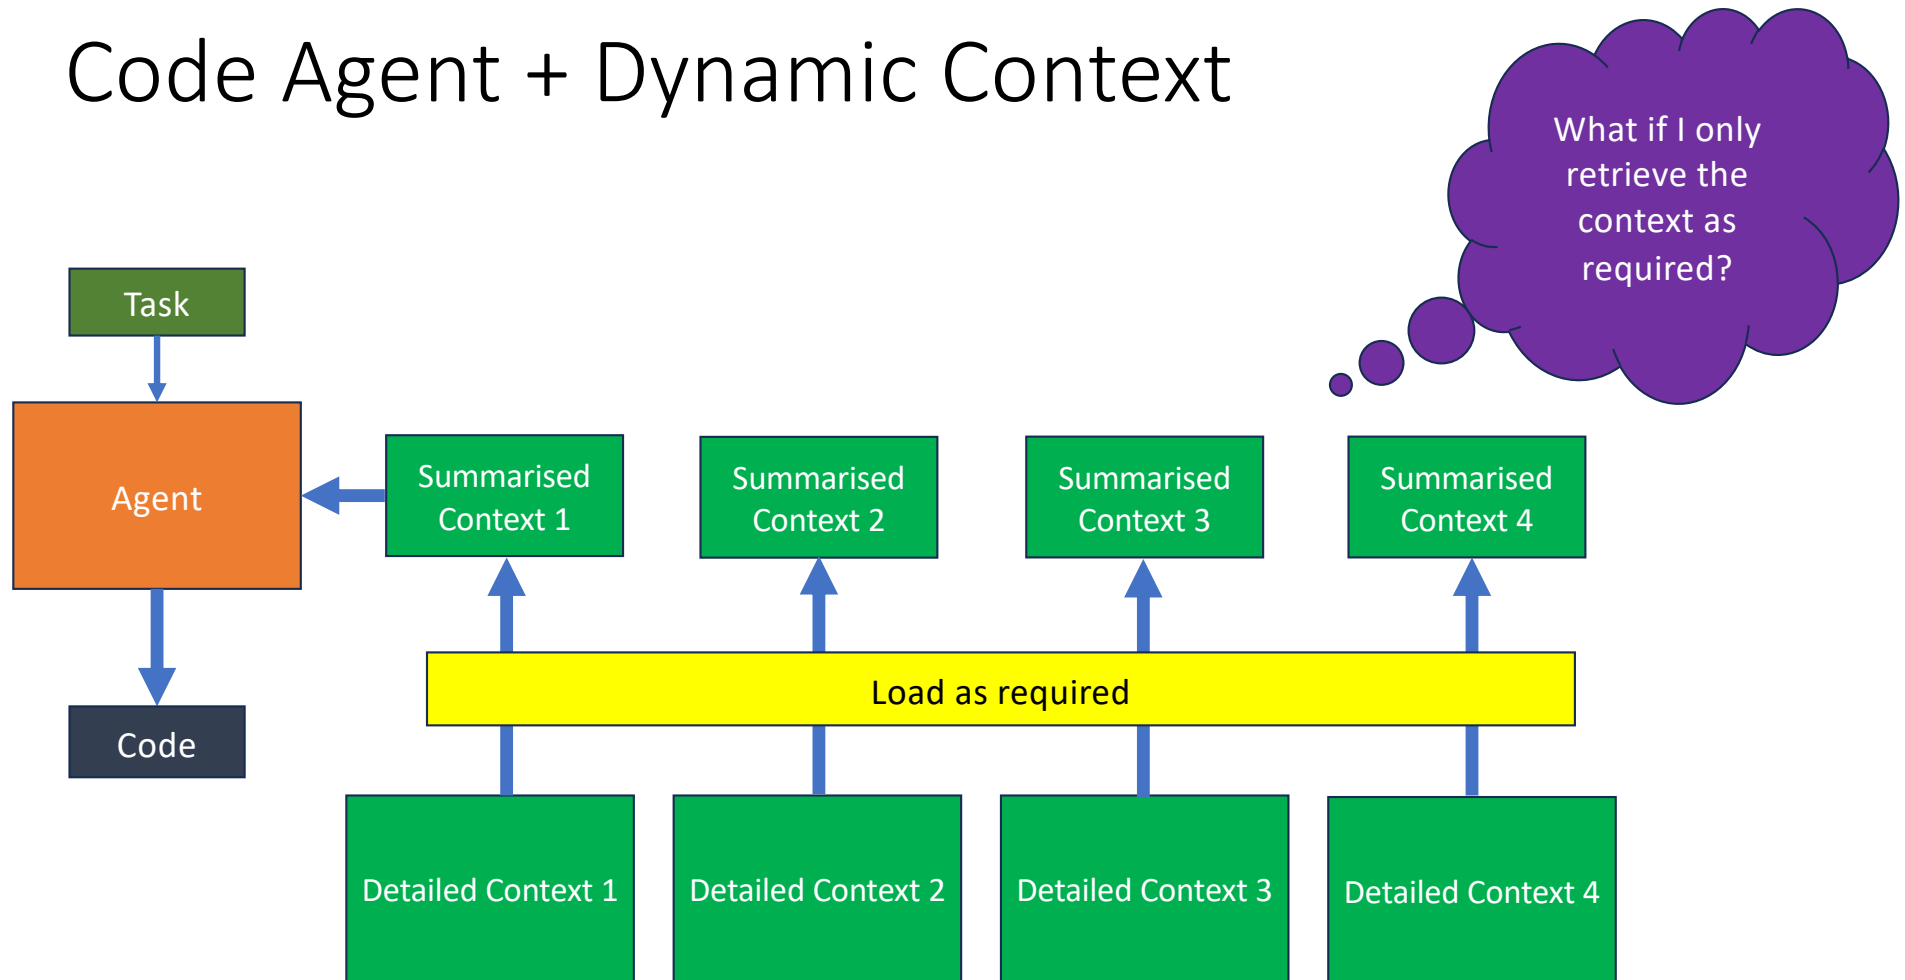 Code Agent + Dynamic Context
What if I only
retrieve the
context as
required?
Task
Agent
Summarised
Context 1
Summarised
Context 2
Summarised
Context 3
Summarised
Context 4
Load as required
Code
Detailed Context 1
Detailed Context 2
Detailed Context 3
Detailed Context 4